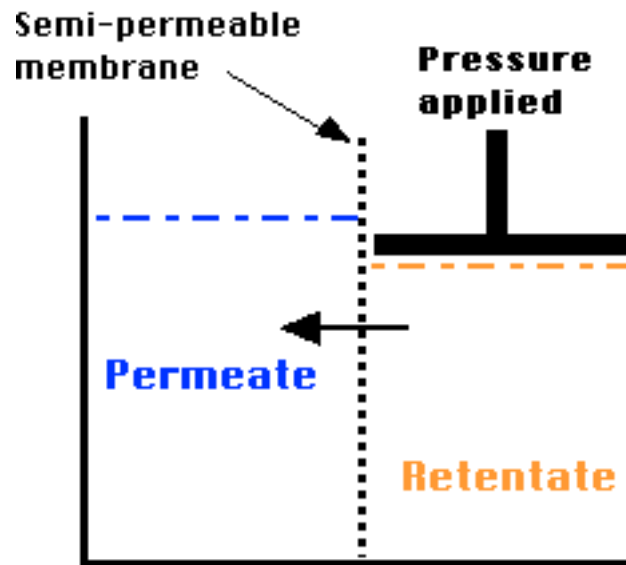 Semi-permeable
membrane
Pressure
applied
Permeate
Retentate